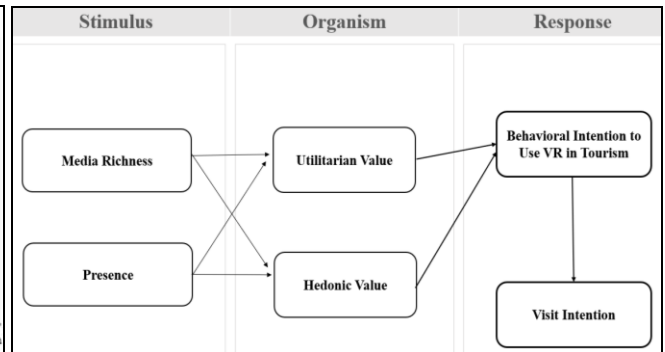 Stimulus
Organism
Response
Media Richness
Utilitarian Value
Behavioral Intention to
Use VR in Tourism
Presence
Hedonic Value
Visit Intention